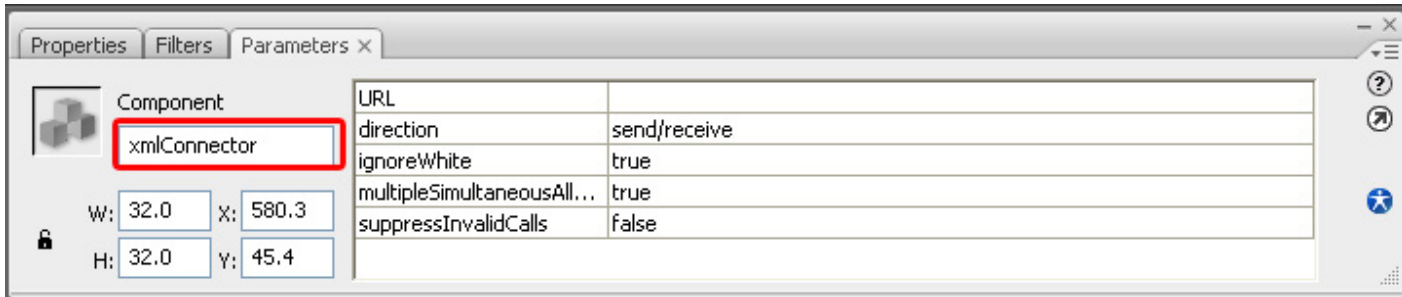 Properties Filters Parameters
Component
xmlConnector
W: 32.0 X: 580.3
H: 32.0 Y: 45.4
URL
direction send/receive
ignoreWhite true
multipleSimultaneousAll... true
suppressInvalidCalls false